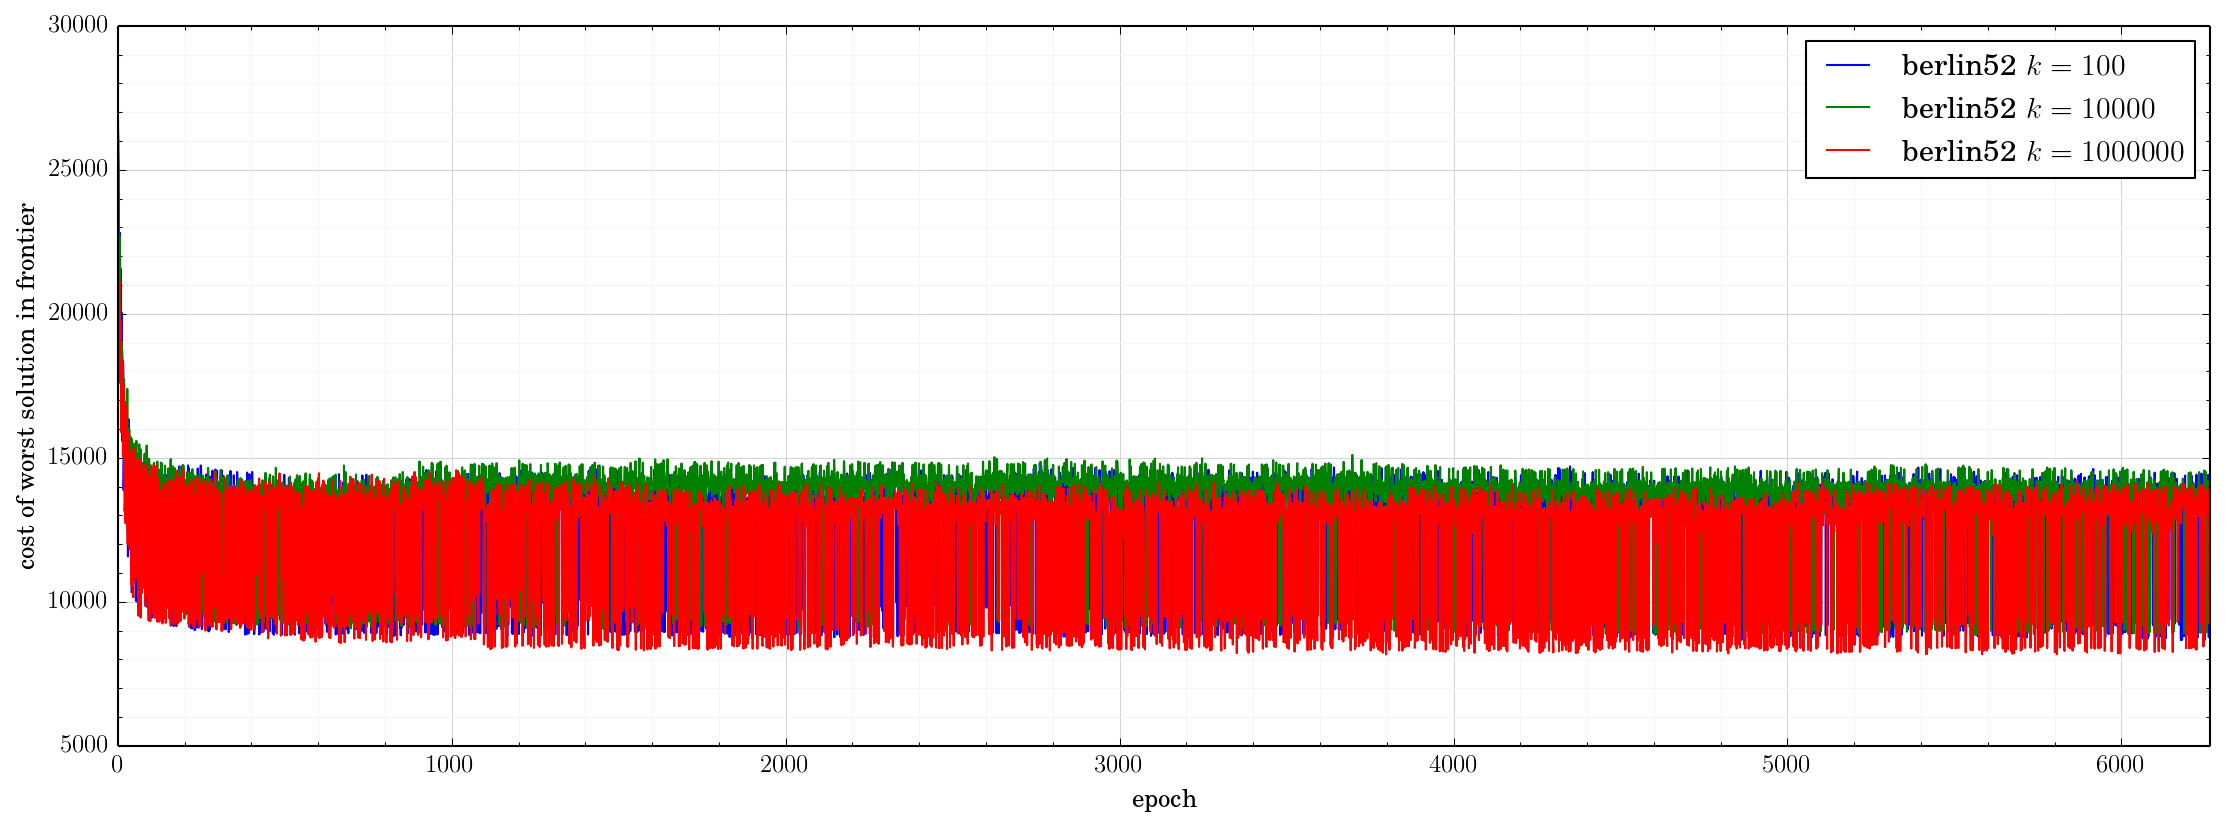 30000
25000
20000
15000
10000
5000
cost of worst solution in frontier
0 1000 2000 3000 4000 5000 6000
epoch
berlin52 k = 100
berlin52 k = 10000
berlin52 k = 1000000